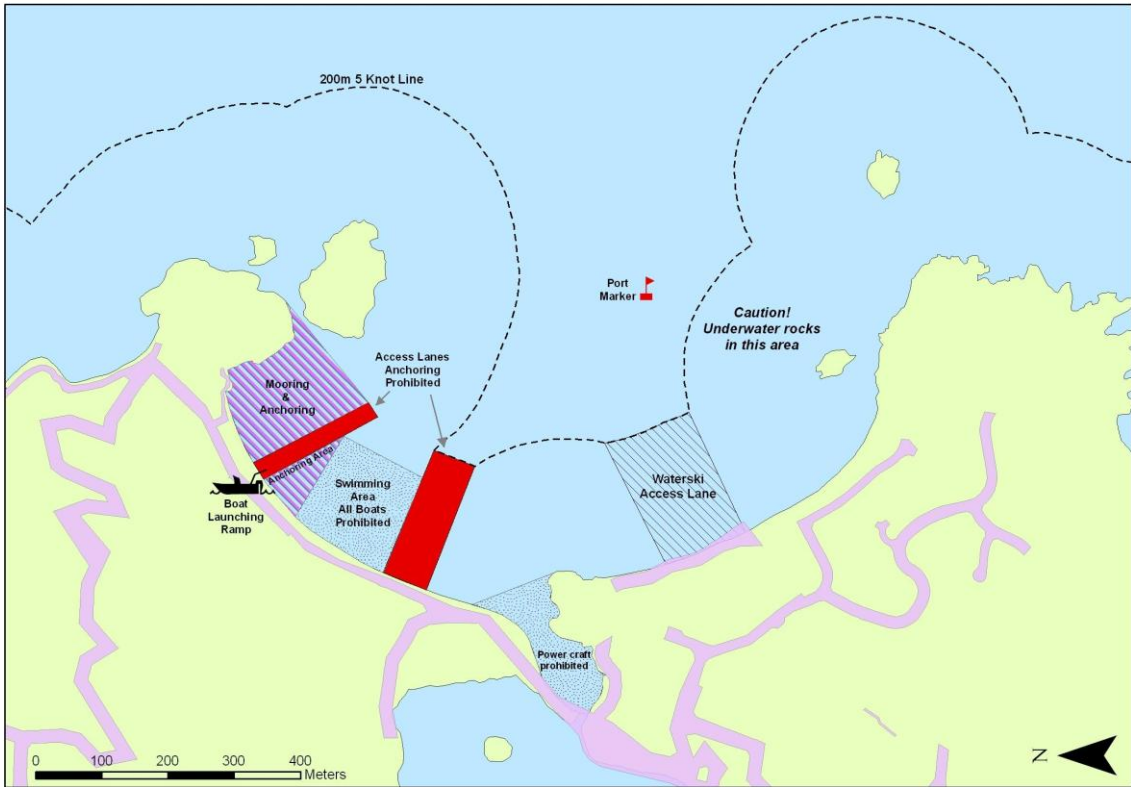 200m 5 Knot Line
Port
Marker
Caution!
Underwater rocks
in this area
Access Lanes
Anchoring
Prohibited
Mooring
&
Anchoring
Anchoring Area
Swimming
Area
All Boats
Prohibited
Waterski
Access Lane
Boat
Launching
Ramp
Power craft
prohibited
0 100 200 300 400
Meters
N